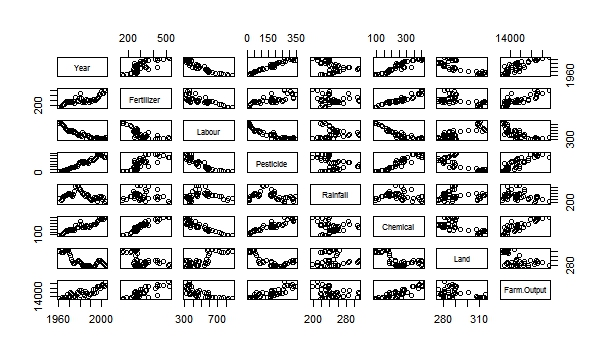 200 500 0 150 350 100 300 14000
Year 1960
200 Fertilizer
Labour 300
0 Pesticide
Rainfall 200
100 Chemical
Land 280
14000 Farm.Output
1960 2000 300 700 200 280 280 310